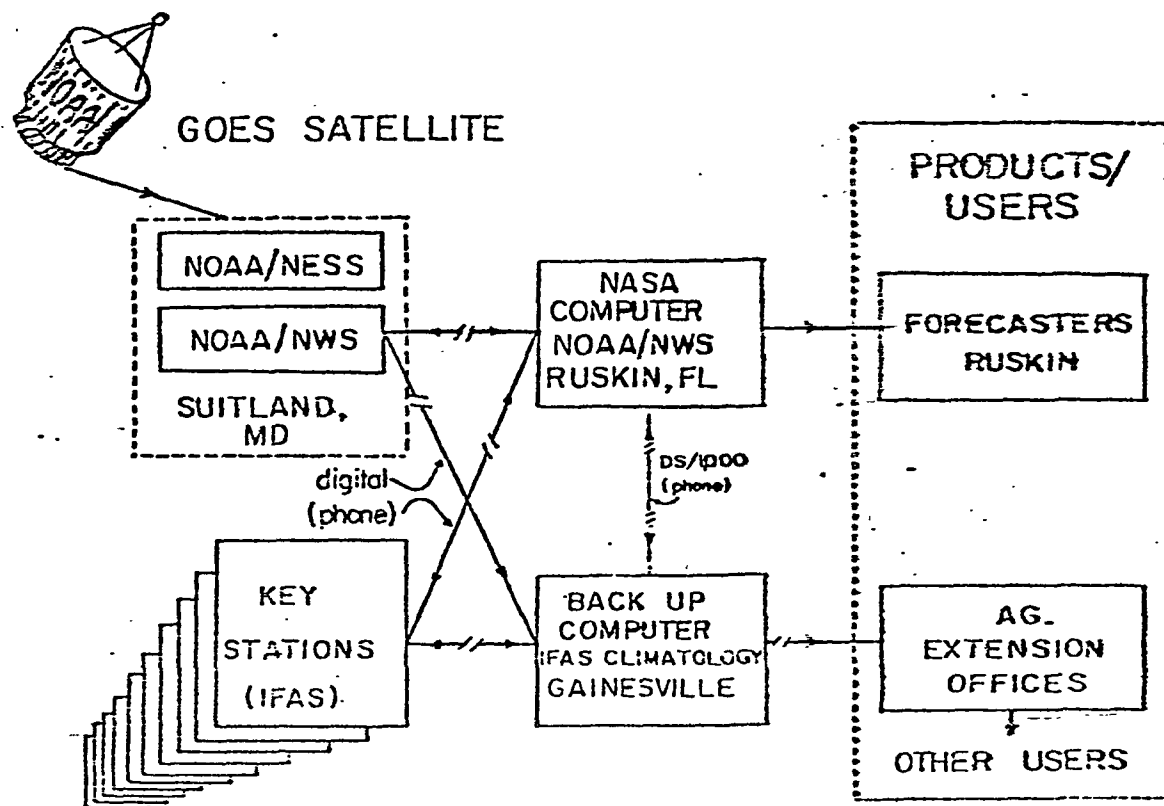 NOAA
GOES SATELLITE
PRODUCTS/
USERS
NOAA/NESS
NOAA/NWS
SUITLAND,
MD
NASA
COMPUTER
NOAA/NWS
RUSKIN, FL
FORECASTERS
RUSKIN
digital
(phone)
DS/1000
(phone)
KEY
STATIONS
(IFAS)
BACK UP
COMPUTER
IFAS CLIMATOLOGY
GAINESVILLE
AG.
EXTENSION
OFFICES
OTHER USERS